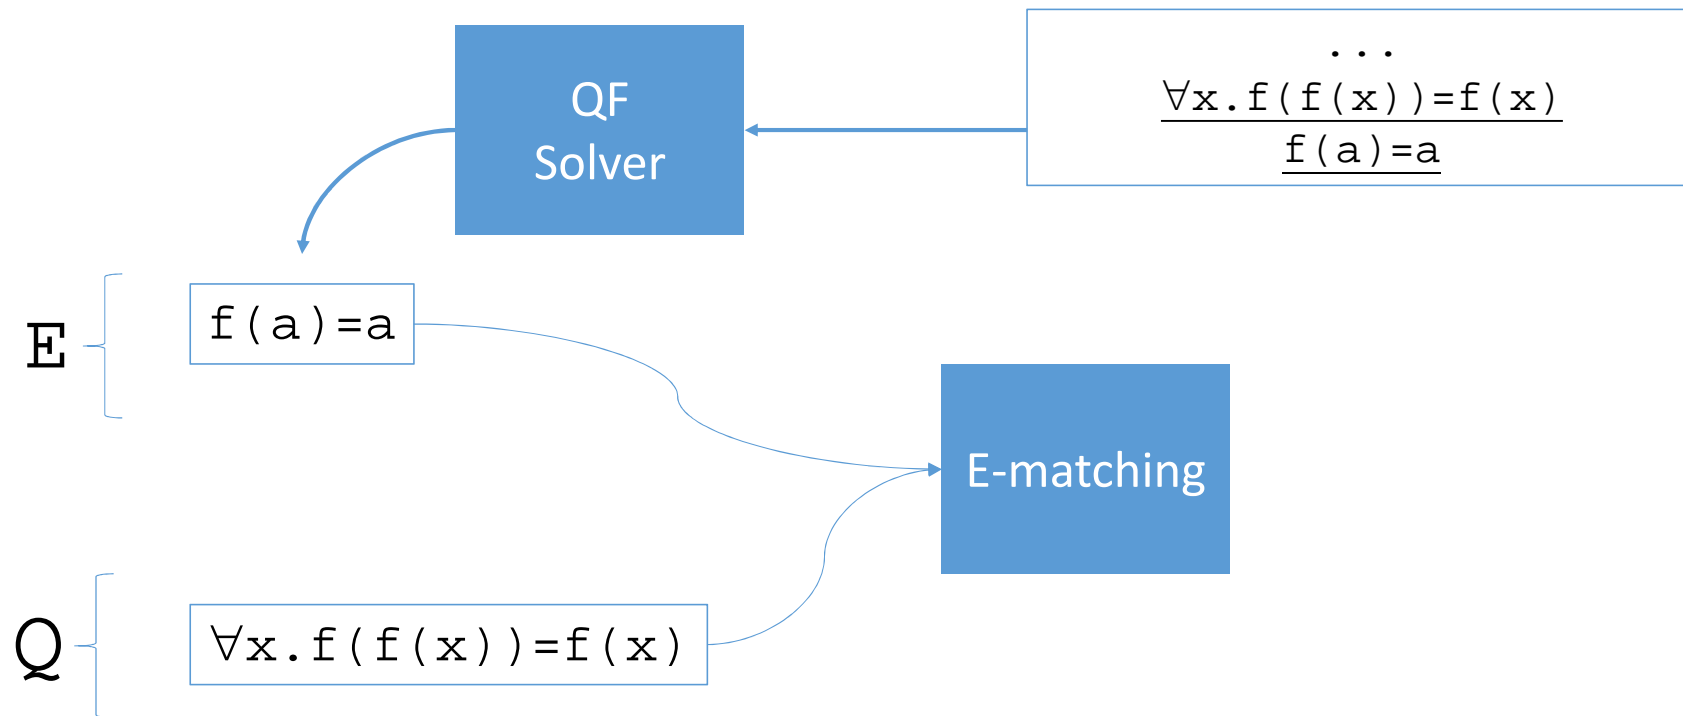 ...
∀x.f(f(x))=f(x)
f(a)=a
QF
Solver
E
f(a)=a
E-matching
Q
∀x.f(f(x))=f(x)